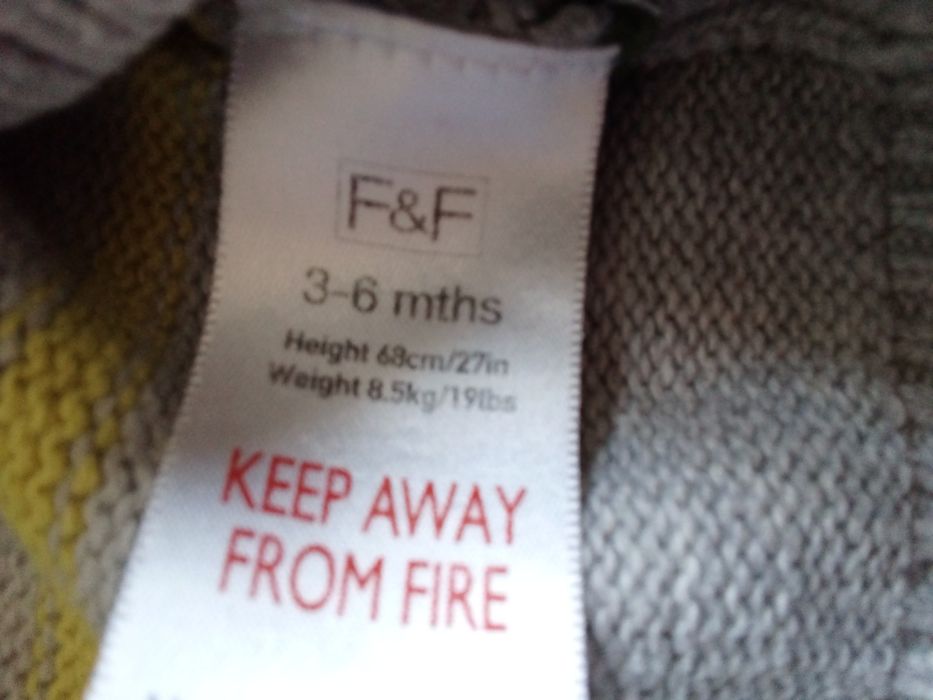 F&F
3-6 mths
Height 68cm/27in
Weight 8.5kg/19lbs
KEEP AWAY
FROM FIRE